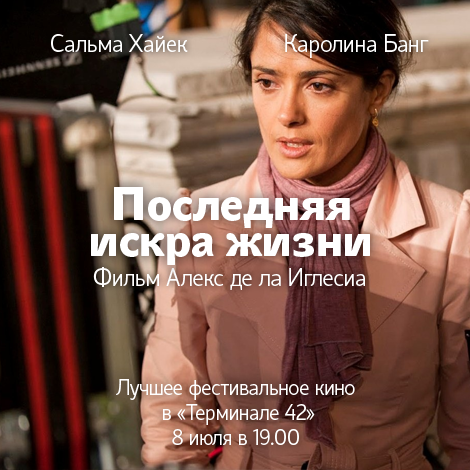 SENNHEISER
Сальма Хайек
Каролина Банг
Последняя
искра жизни
Фильм Алекс де ла Иглесиа
Лучшее фестивальное кино
в «Терминале 42»
8 июля в 19.00